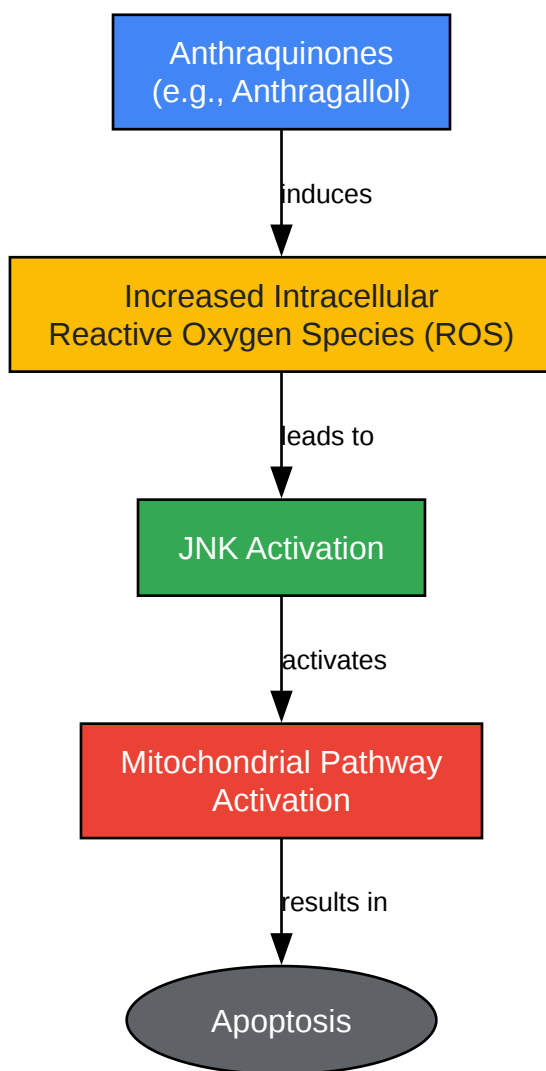 Anthraquinones
(e.g., Anthragallol)
induces
Increased Intracellular
Reactive Oxygen Species (ROS)
leads to
JNK Activation
activates
Mitochondrial Pathway
Activation
results in
Apoptosis